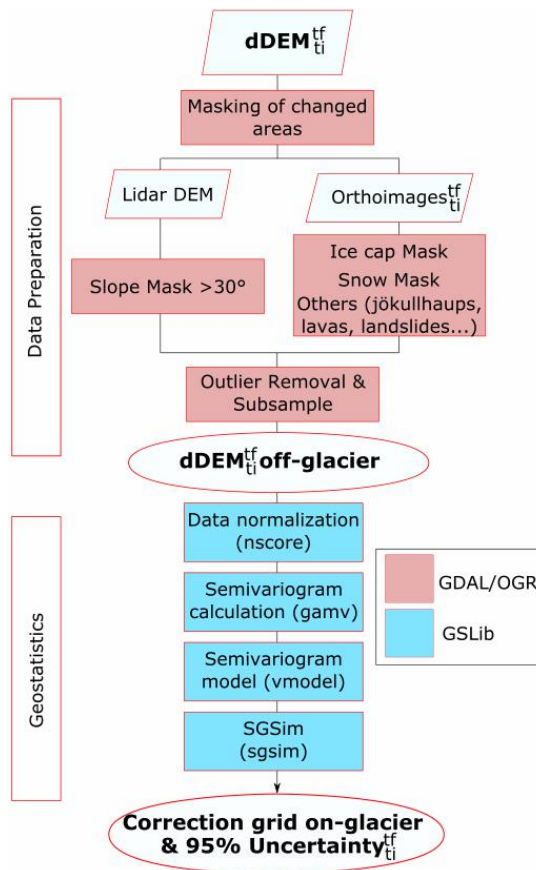 dDEM tf ti
Masking of changed
areas
Lidar DEM
Orthoimages tf ti
Slope Mask >30°
Ice cap Mask
Snow Mask
Others (jökullhaups,
lavas, landslides...)
Outlier Removal &
Subsample
dDEM tf ti off-glacier
Data Preparation
Data normalization
(nscore)
Semivariogram
calculation (gamv)
Semivariogram
model (vmodel)
SGSim
(sgsim)
Geostatistics
GDAL/OGR
GSLib
Correction grid on-glacier
& 95% Uncertainty tf ti